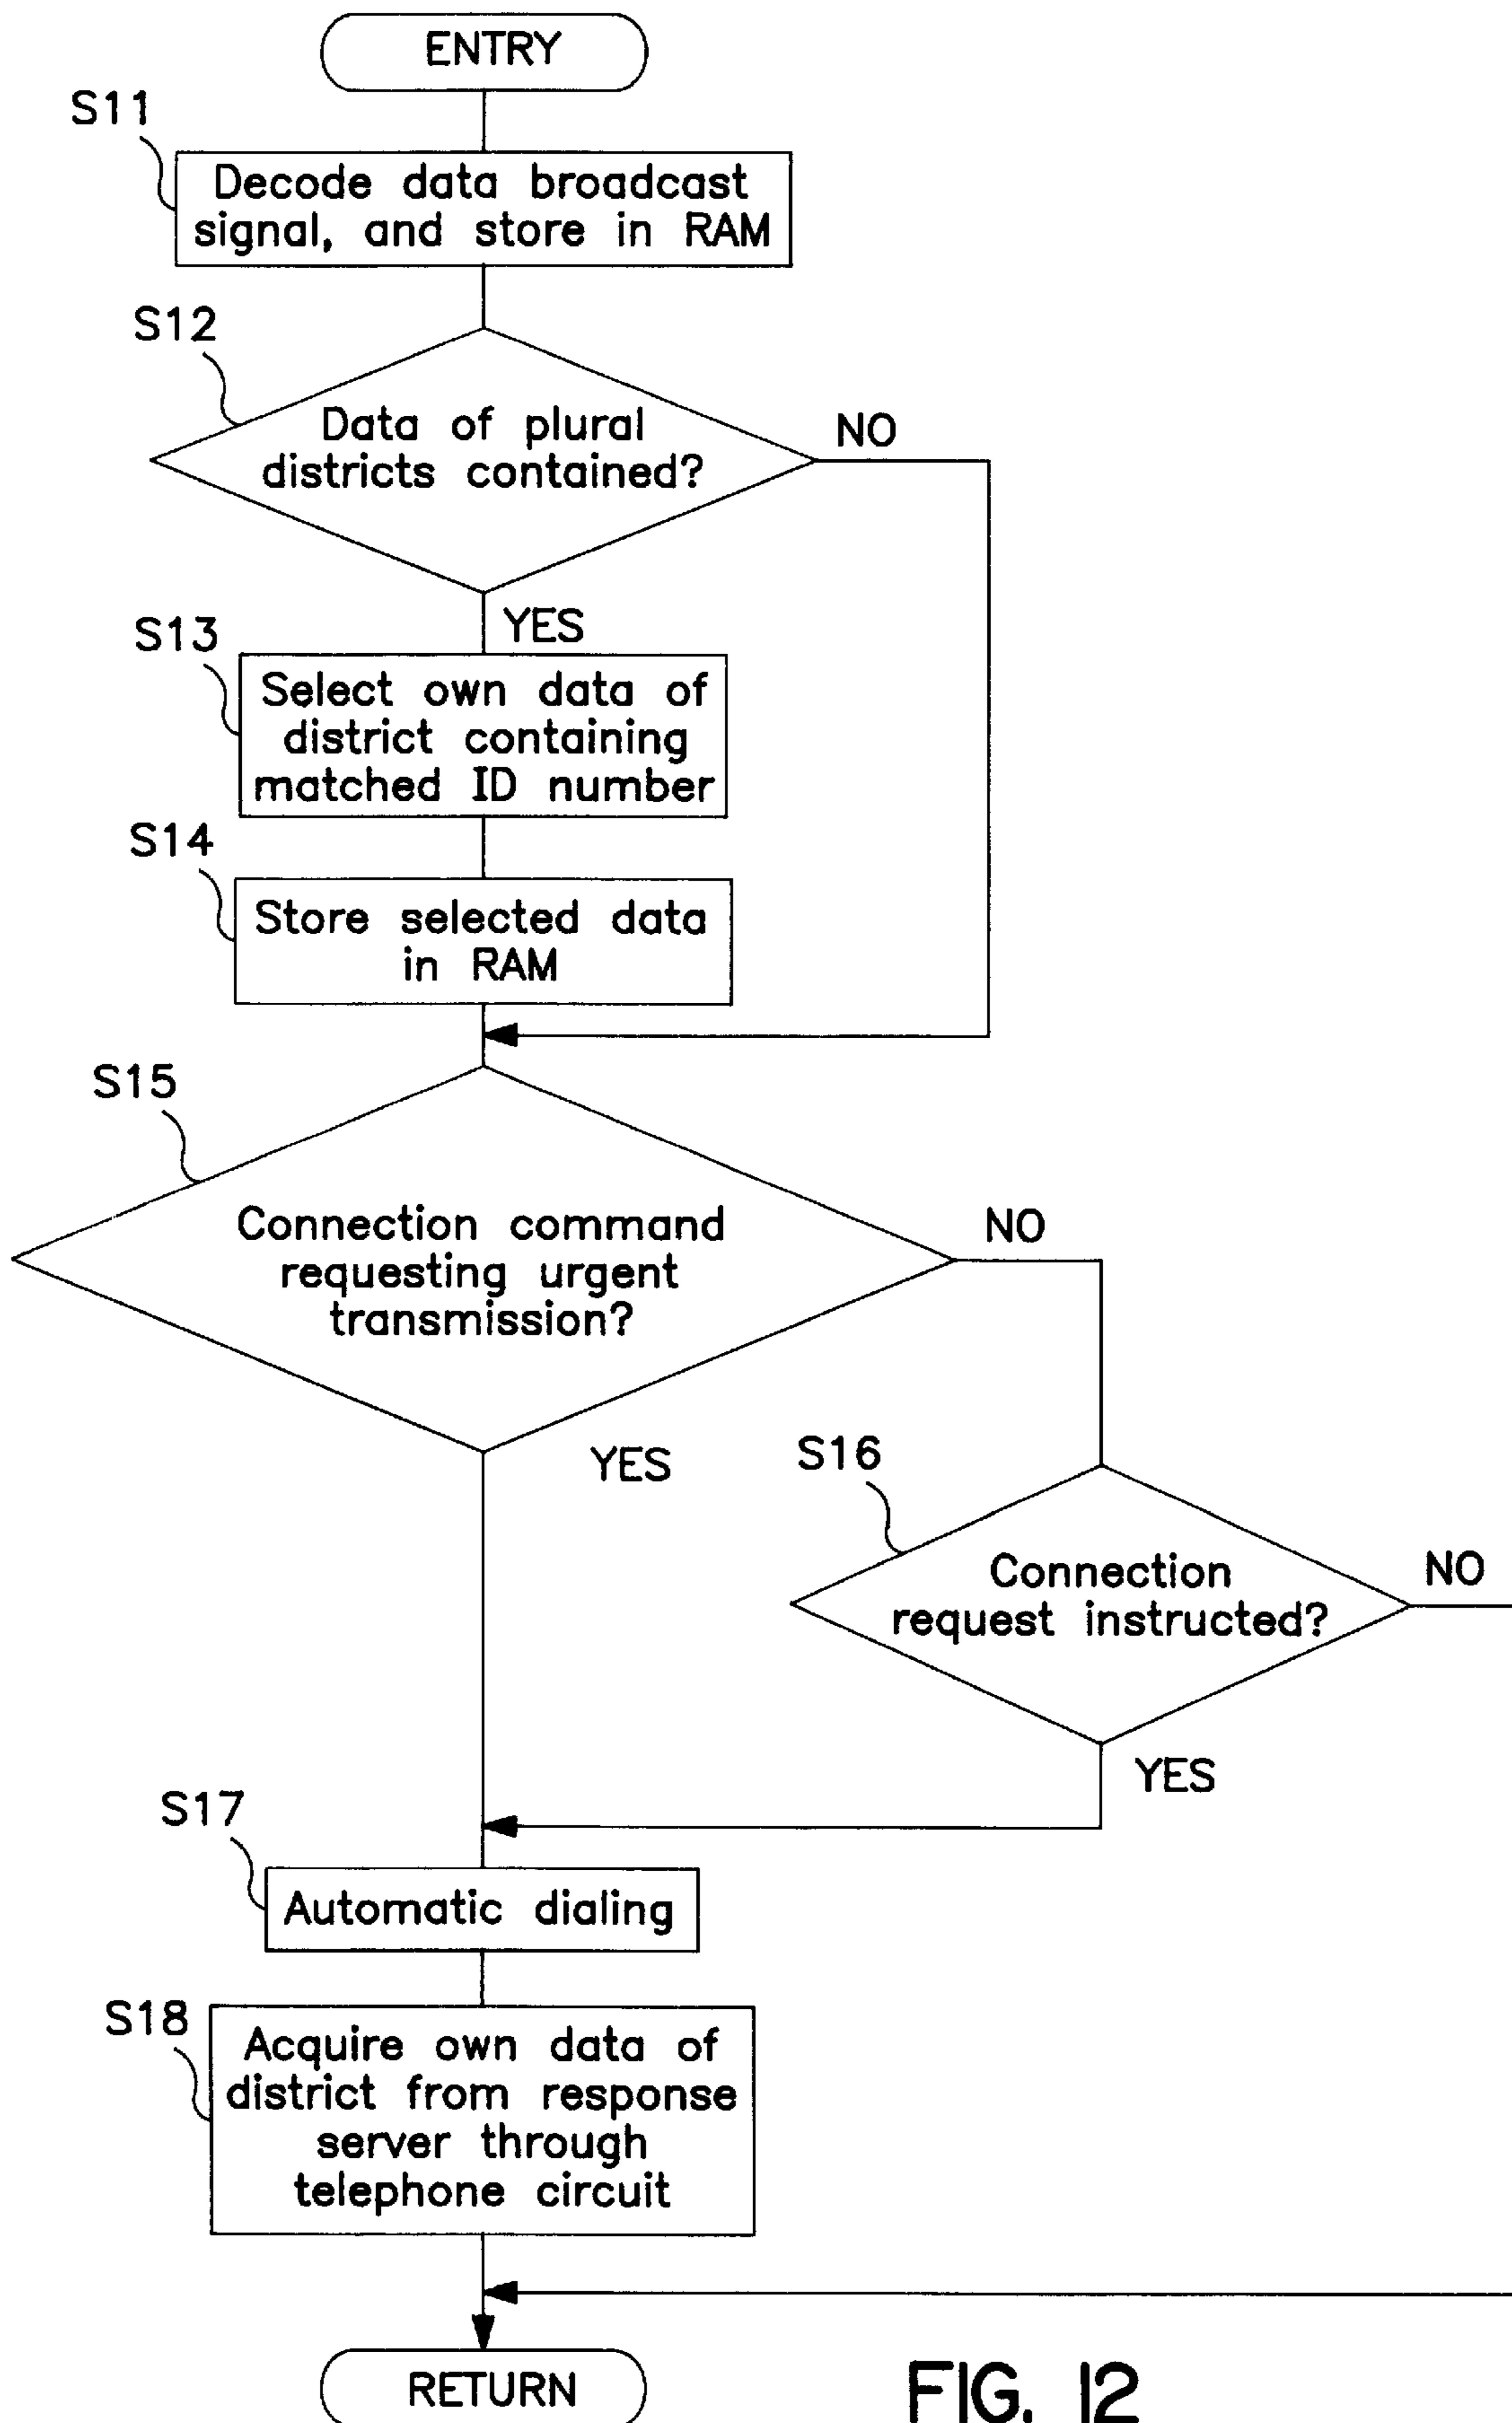 ENTRY
S11
Decode data broadcast
signal, and store in RAM
S12
Data of plural
districts contained?
NO
YES
S13
Select own data of
district containing
matched ID number
S14
Store selected data
in RAM
S15
Connection command
requesting urgent
transmission?
NO
YES
S16
Connection
request instructed?
NO
YES
S17
Automatic dialing
S18
Acquire own data of
district from response
server through
telephone circuit
RETURN
FIG. 12